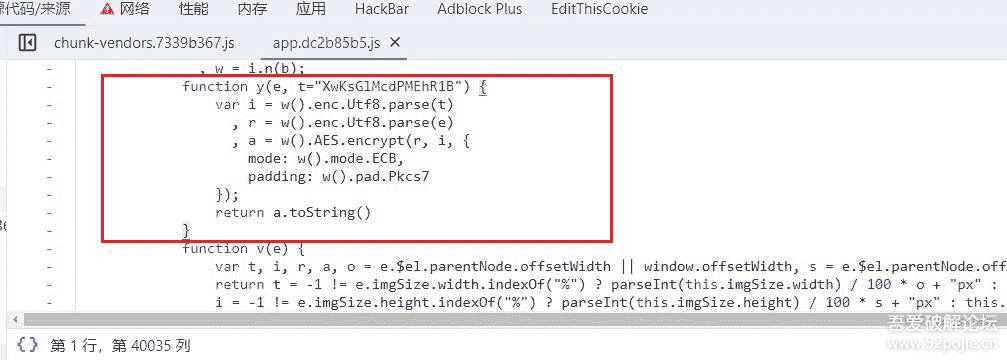 源代码/来源 网络 性能 内存 应用 HackBar Adblock Plus EditThisCookie
chunk-vendors.7339b367.js app.dc2b85b5.js ×
- , w = i.n(b);
- function y(e, t="XwKsGlMcdPMEhR1B") {
- var i = w().enc.Utf8.parse(t)
- , r = w().enc.Utf8.parse(e)
- , a = w().AES.encrypt(r, i, {
- mode: w().mode.ECB,
- padding: w().pad.Pkcs7
- });
- return a.toString()
- }
- function v(e) {
- var t, i, r, a, o = e.$el.parentNode.offsetWidth || window.offsetWidth, s = e.$el.parentNode.of
- return t = -1 != e.imgSize.width.indexOf("%") ? parseInt(this.imgSize.width) / 100 * o + "px" :
- i = -1 != e.imgSize.height.indexOf("%") ? parseInt(this.imgSize.height) / 100 * s + "px" : this.
{} 第 1 行，第 40035 列
吾爱破解论坛
www.52pojie.cn